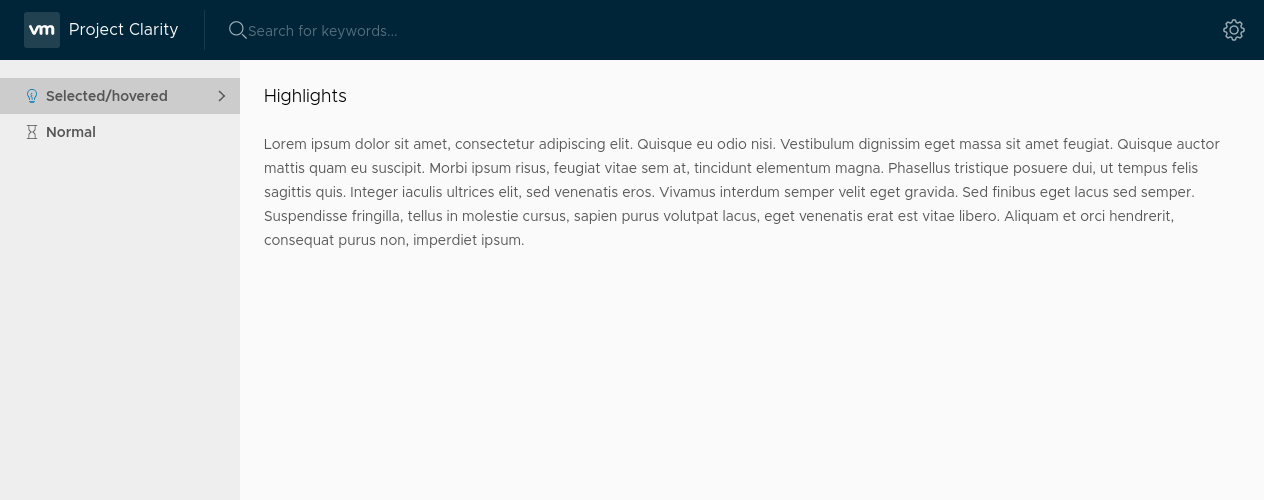 vm Project Clarity
Search for keywords...
Selected/hovered
Normal
Highlights
Lorem ipsum dolor sit amet, consectetur adipiscing elit. Quisque eu odio nisi. Vestibulum dignissim eget massa sit amet feugiat. Quisque auctor
mattis quam eu suscipit. Morbi ipsum risus, feugiat vitae sem at, tincidunt elementum magna. Phasellus tristique posuere dui, ut tempus felis
sagittis quis. Integer iaculis ultrices elit, sed venenatis eros. Vivamus interdum semper velit eget gravida. Sed finibus eget lacus sed semper.
Suspendisse fringilla, tellus in molestie cursus, sapien purus volutpat lacus, eget venenatis erat est vitae libero. Aliquam et orci hendrerit,
consequat purus non, imperdiet ipsum.